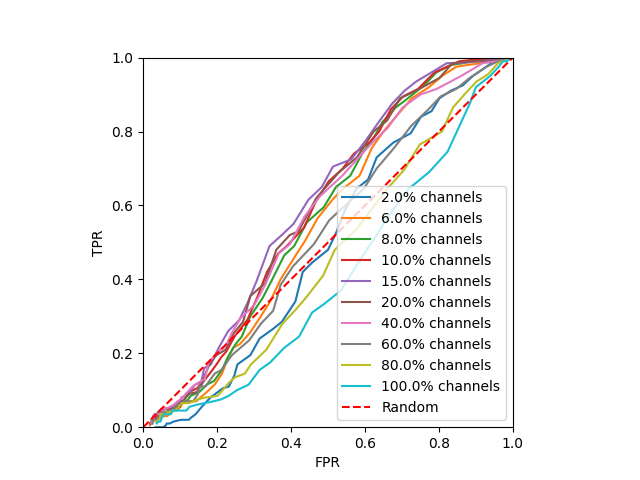 1.0
0.8
0.6
0.4
0.2
0.0
TPR
0.0 0.2 0.4 0.6 0.8 1.0
FPR
2.0% channels
6.0% channels
8.0% channels
10.0% channels
15.0% channels
20.0% channels
40.0% channels
60.0% channels
80.0% channels
100.0% channels
Random